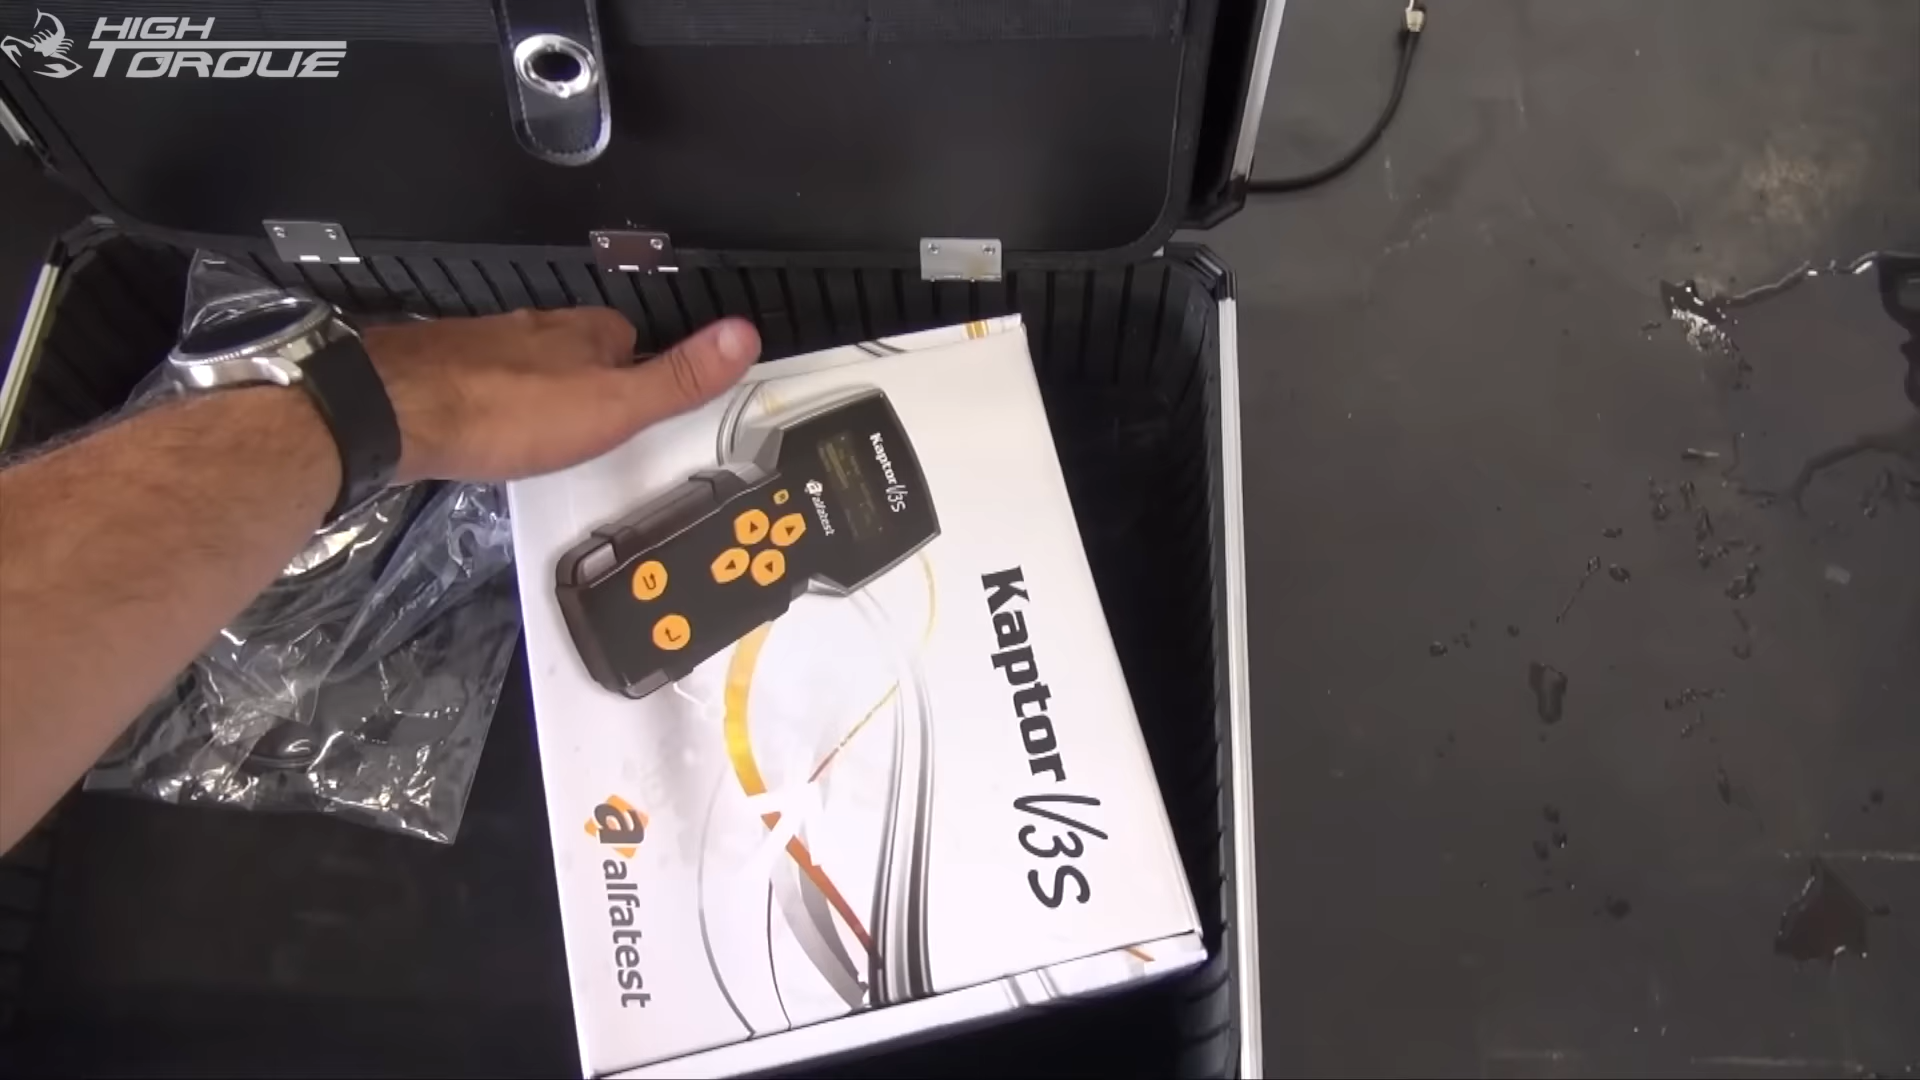 HIGH
TORQUE
Kaptor V3S
alfatest
Kaptor V3S
a alfatest